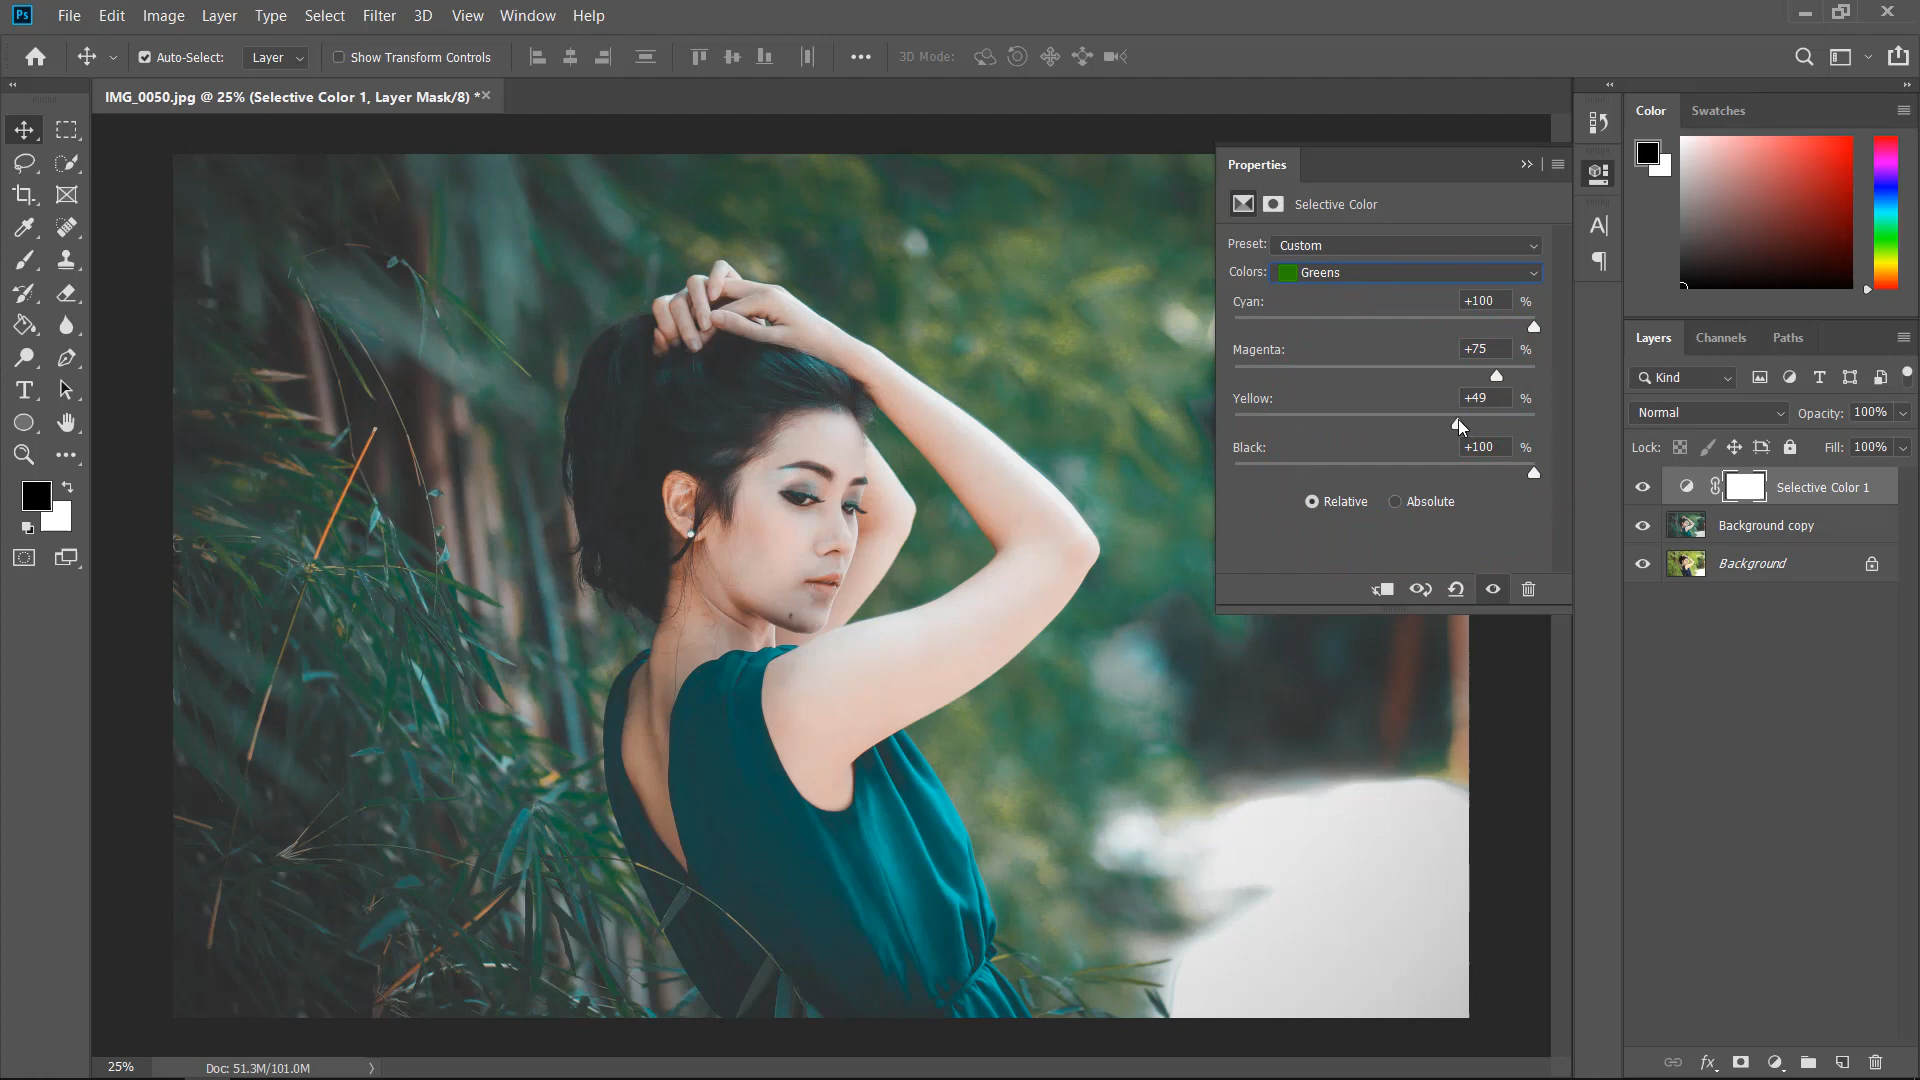 Ps File Edit Image Layer Type Select Filter 3D View Window Help
Auto-Select: Layer Show Transform Controls 3D Mode:
IMG_0050.jpg @ 25% (Selective Color 1, Layer Mask/8) *
Properties
Selective Color
Preset: Custom
Colors: Greens
Cyan: +100 %
Magenta: +75 %
Yellow: +49 %
Black: +100 %
Relative Absolute
Color Swatches
Layers Channels Paths
Kind
Normal Opacity: 100%
Lock: Fill: 100%
Selective Color 1
Background copy
Background
25% Doc: 51.3M/101.0M